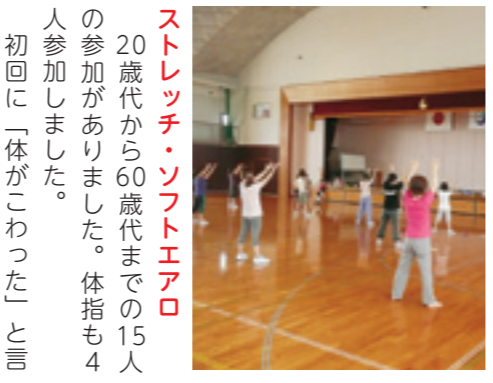 ストレッチ・ソフトエアロ
20歳代から60歳代までの15人
の参加がありました。体指も4
人参加しました。
初回に「体がこわった」と言